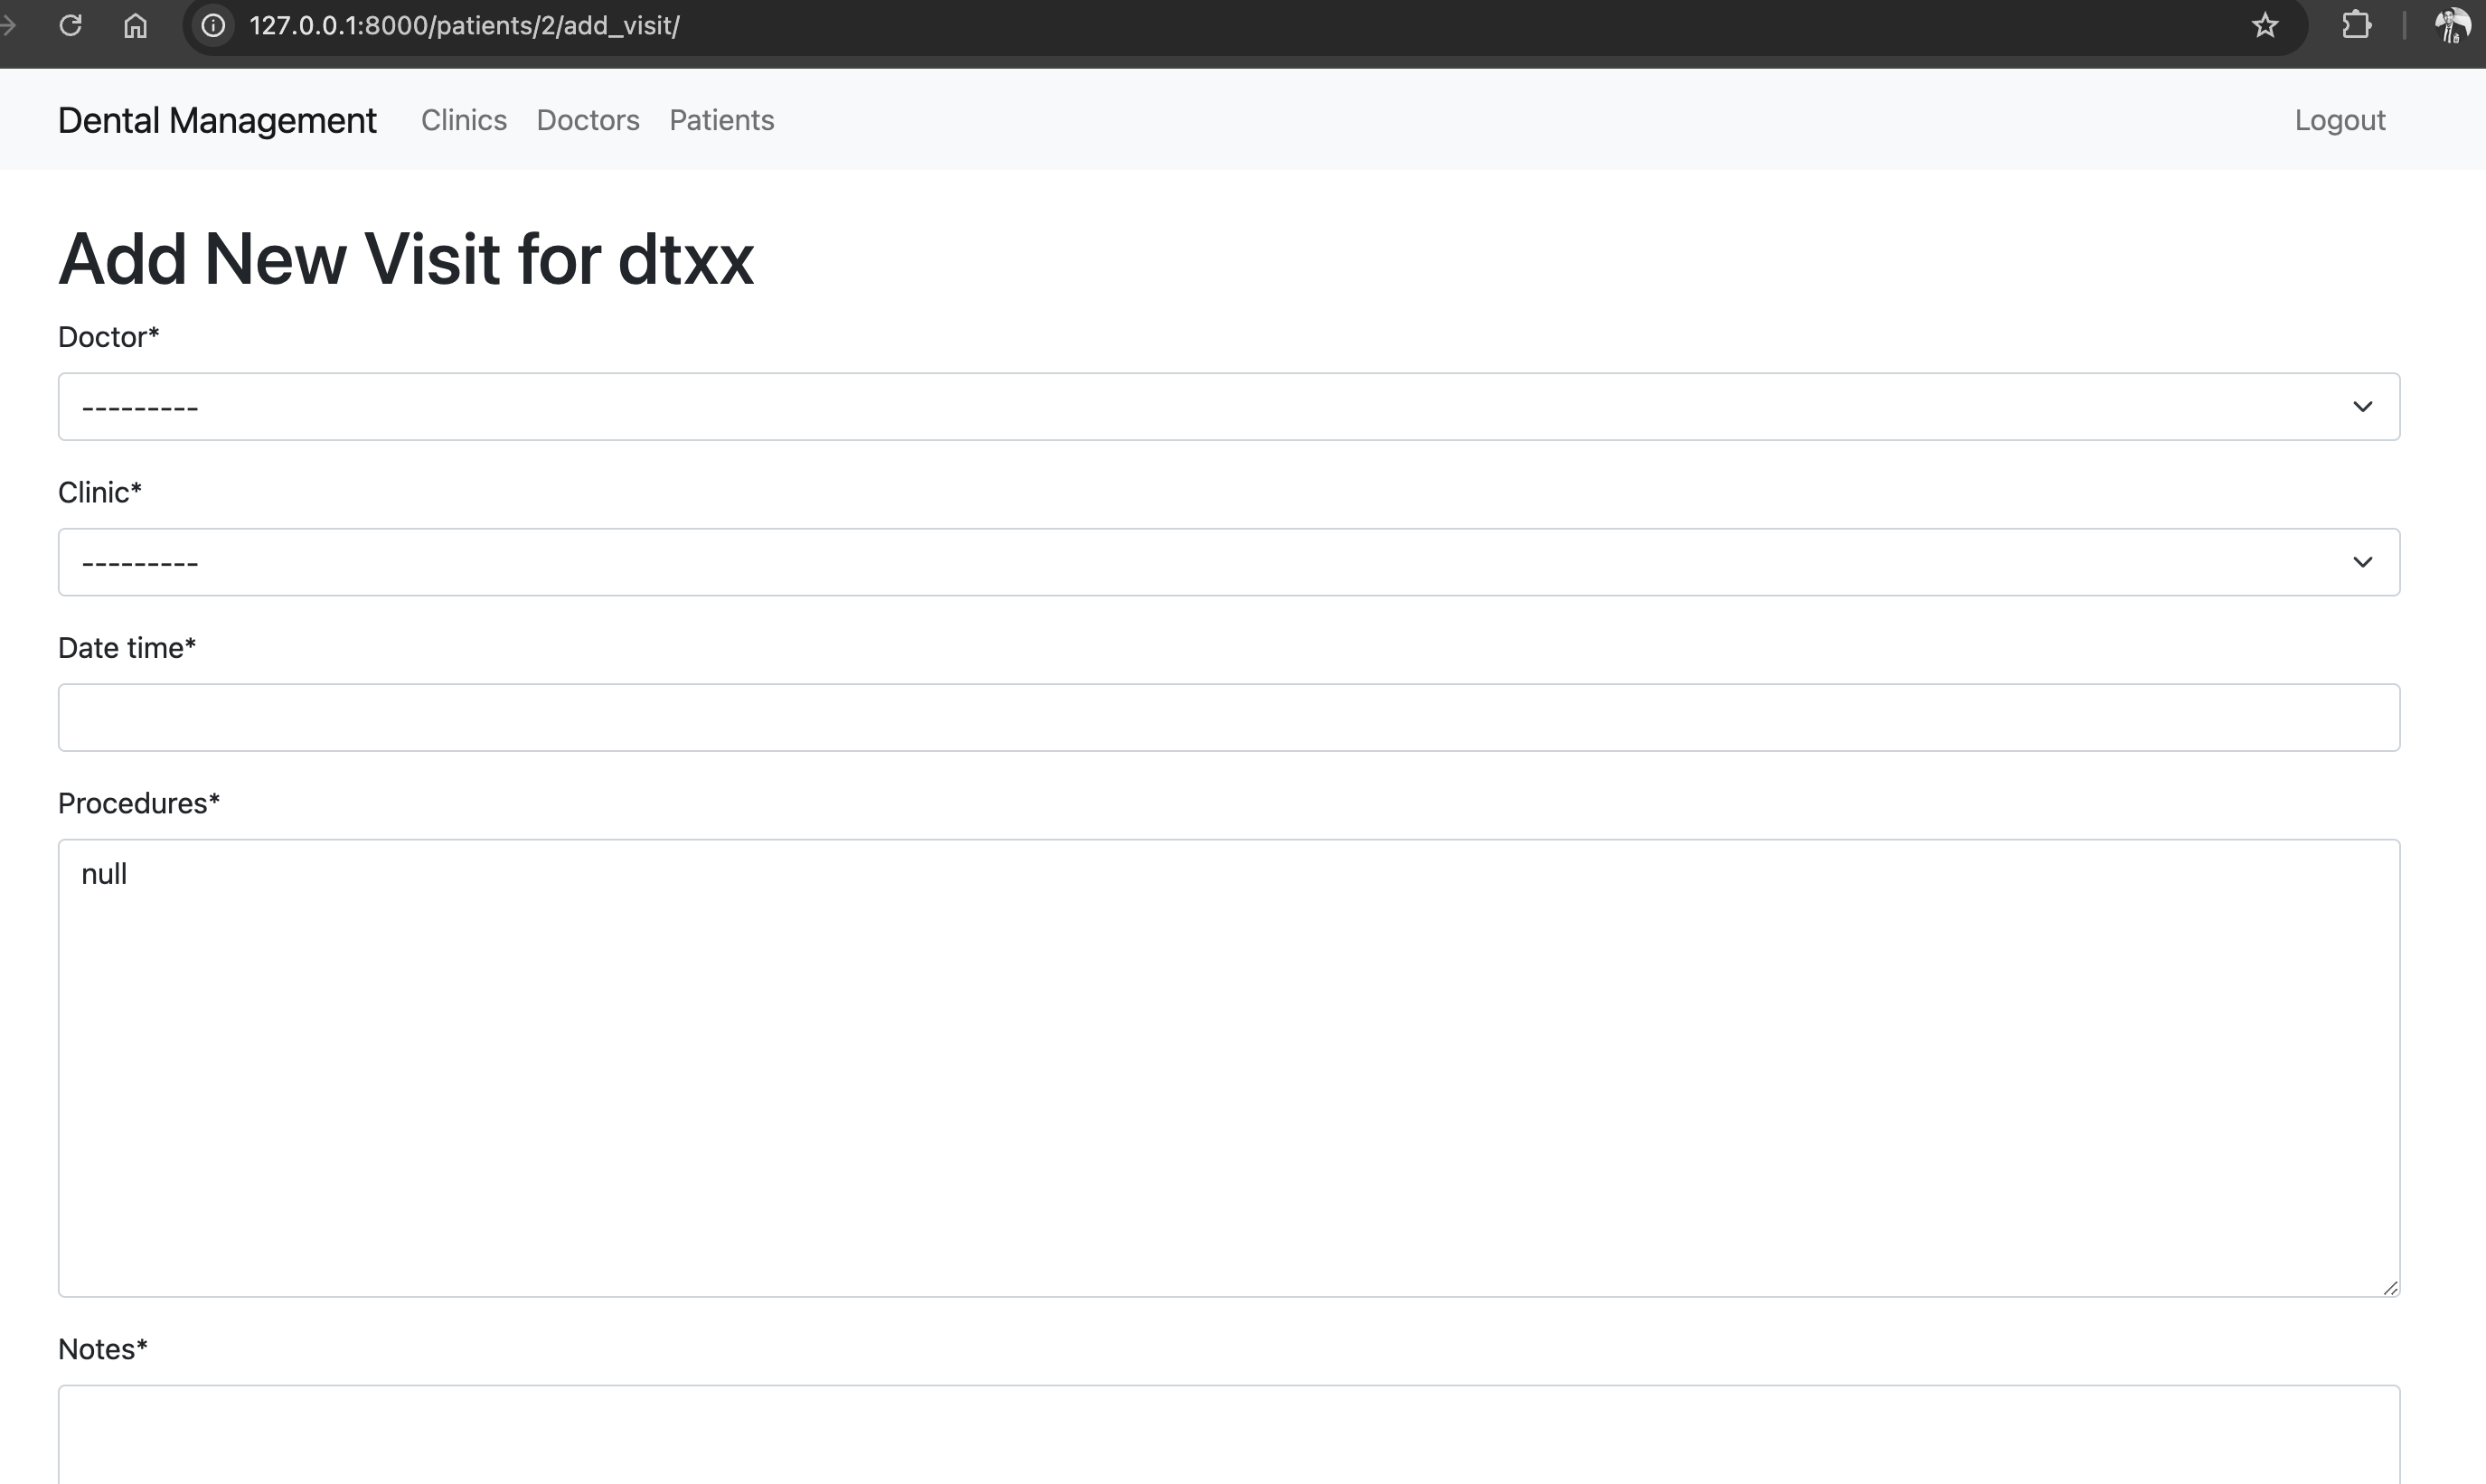 127.0.0.1:8000/patients/2/add_visit/
Dental Management Clinics Doctors Patients Logout
Add New Visit for dtxx
Doctor*
---------
Clinic*
---------
Date time*
Procedures*
null
Notes*